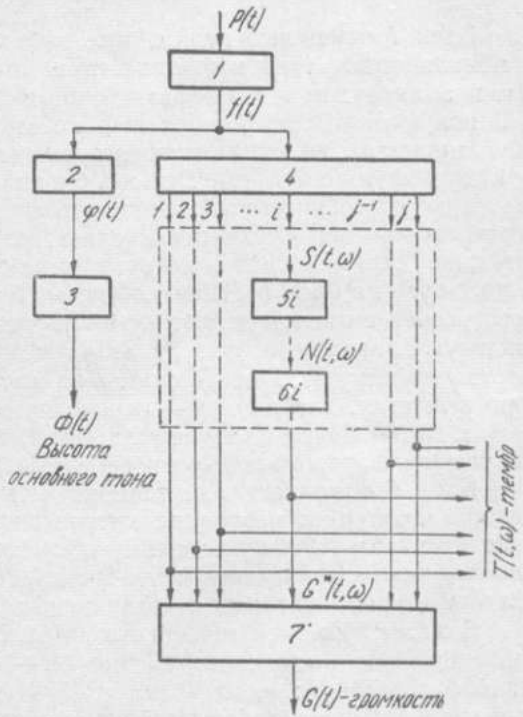 P(t)
1
f(t)
2
4
φ(t)
1 2 3 ... i ... j-1 j
S(t,ω)
5i
3
N(t,ω)
6i
Φ(t)
Высота
основного тона
T(t,ω)-тембр
G*(t,ω)
7
G(t)-громкость